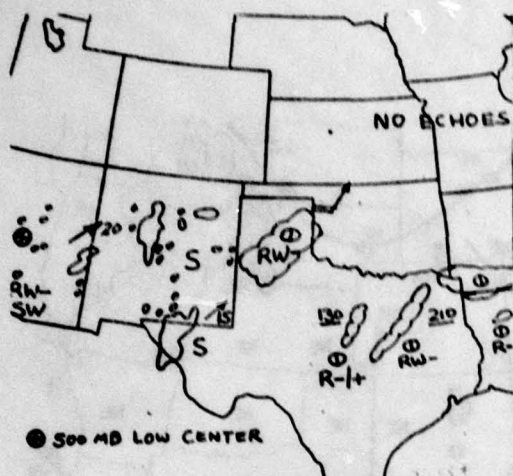 NO ECHOES
20
S
RW-
RW-
SW
15
S
130
210
R-/+
RW-
R-
⊕ 500 MB LOW CENTER